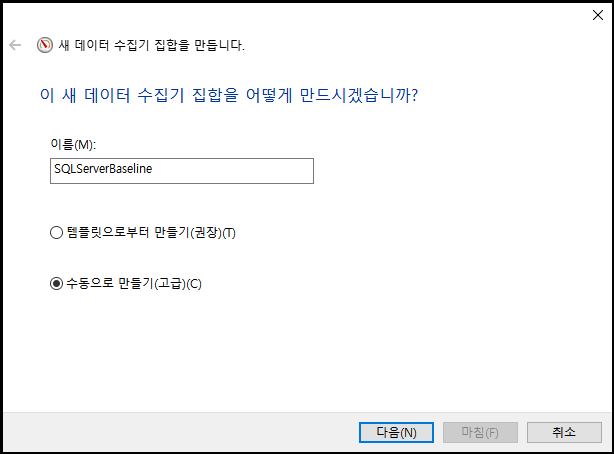 새 데이터 수집기 집합을 만듭니다.
이 새 데이터 수집기 집합을 어떻게 만드시겠습니까?
이름(M):
SQLServerBaseline
템플릿으로부터 만들기(권장)(T)
수동으로 만들기(고급)(C)
다음(N) 마침(F) 취소